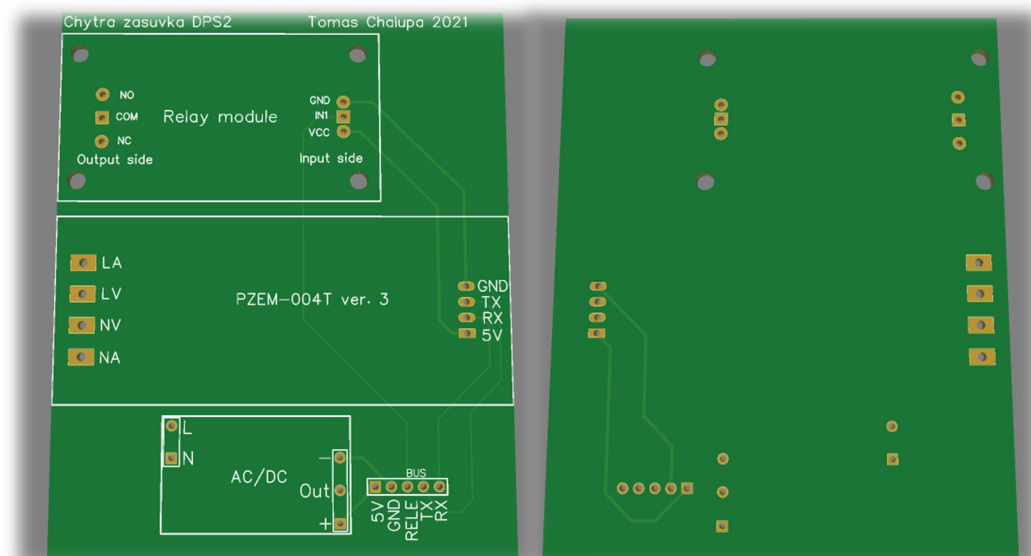 Chytra zasuvka DPS2
Tomas Chalupa 2021
NO
COM
NC
Output side
Relay module
GND
IN1
VCC
Input side
LA
LV
NV
NA
PZEM-004T ver. 3
GND
TX
RX
5V
L
N
AC/DC
-
Out
+
BUS
5V
GND
RELE
TX
RX